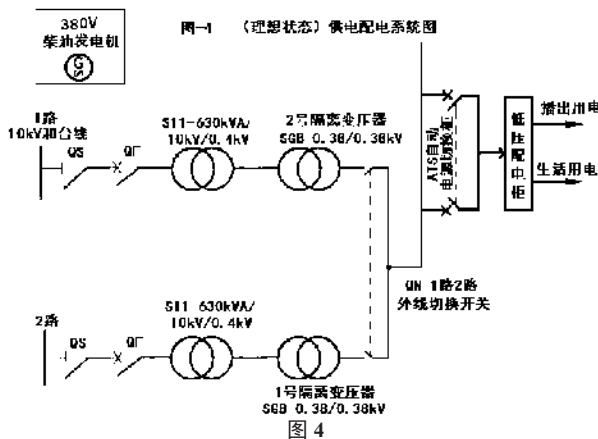 380V
柴油发电机
图-1 （理想状态）供电配电系统图
1路
10kV和合线
QS
QF
S11-630kVA/
10kV/0.4kV
2号隔离变压器
SGB 0.38/0.38kV
ATS自动
电源切换柜
低压配电柜
播出用电
生活用电
QN 1路2路
外线切换开关
2路
QS
QF
S11-630kVA/
10kV/0.4kV
1号隔离变压器
SGB 0.38/0.38kV
图 4